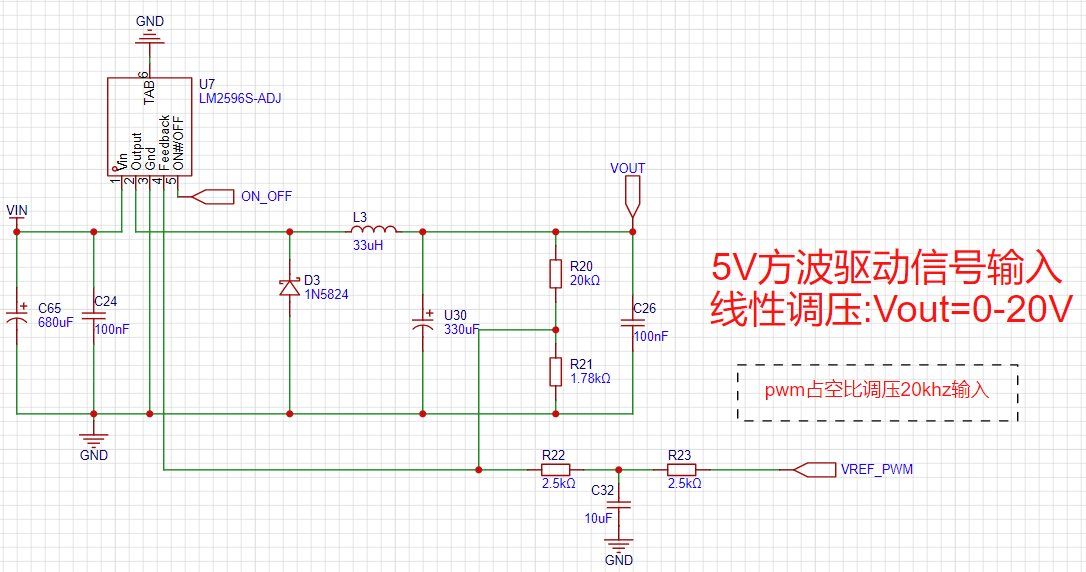 GND
TAB
6
U7
LM2596S-ADJ
Vin
Output
Gnd
Feedback
ON#/OFF
1
2
3
4
5
ON_OFF
VIN
VOUT
L3
33uH
C65
680uF
C24
100nF
D3
1N5824
U30
330uF
R20
20kΩ
C26
100nF
R21
1.78kΩ
5V方波驱动信号输入
线性调压:Vout=0-20V
pwm占空比调压20khz输入
GND
R22
2.5kΩ
R23
2.5kΩ
VREF_PWM
C32
10uF
GND